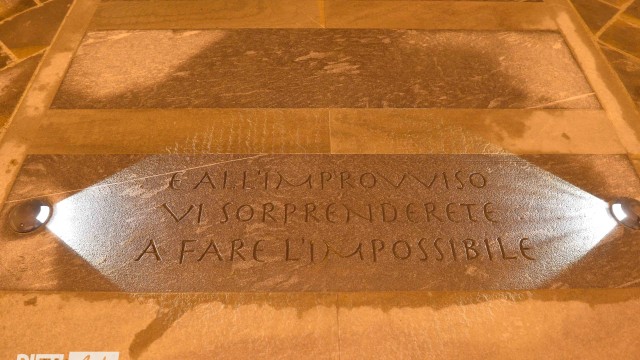 E ALL'IMPROVVISO
VI SORPRENDERETE
A FARE L'IMPOSSIBILE